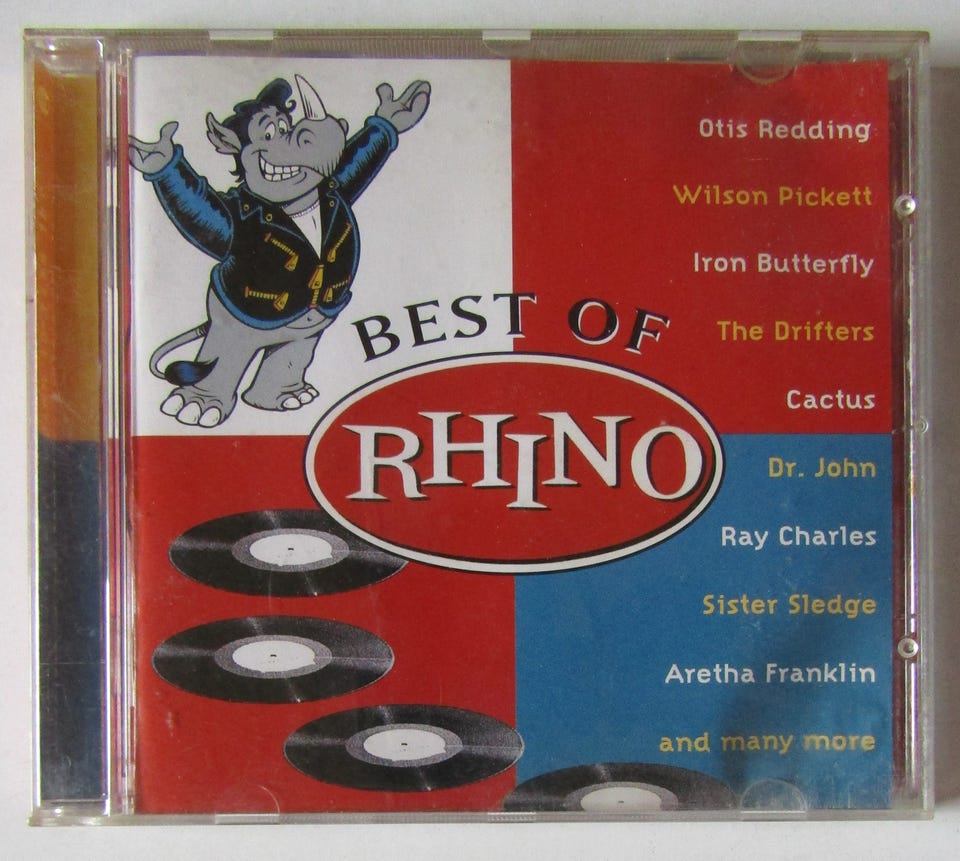 BEST OF
RHINO
Otis Redding
Wilson Pickett
Iron Butterfly
The Drifters
Cactus
Dr. John
Ray Charles
Sister Sledge
Aretha Franklin
and many more